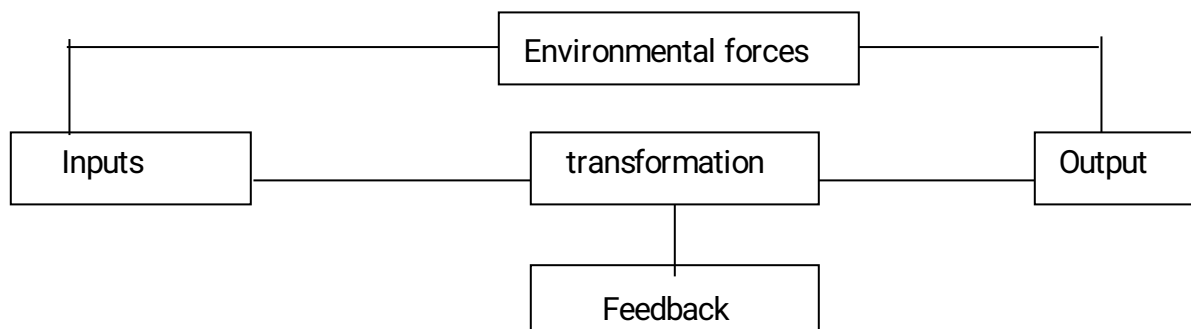 Environmental forces
Inputs
transformation
Output
Feedback